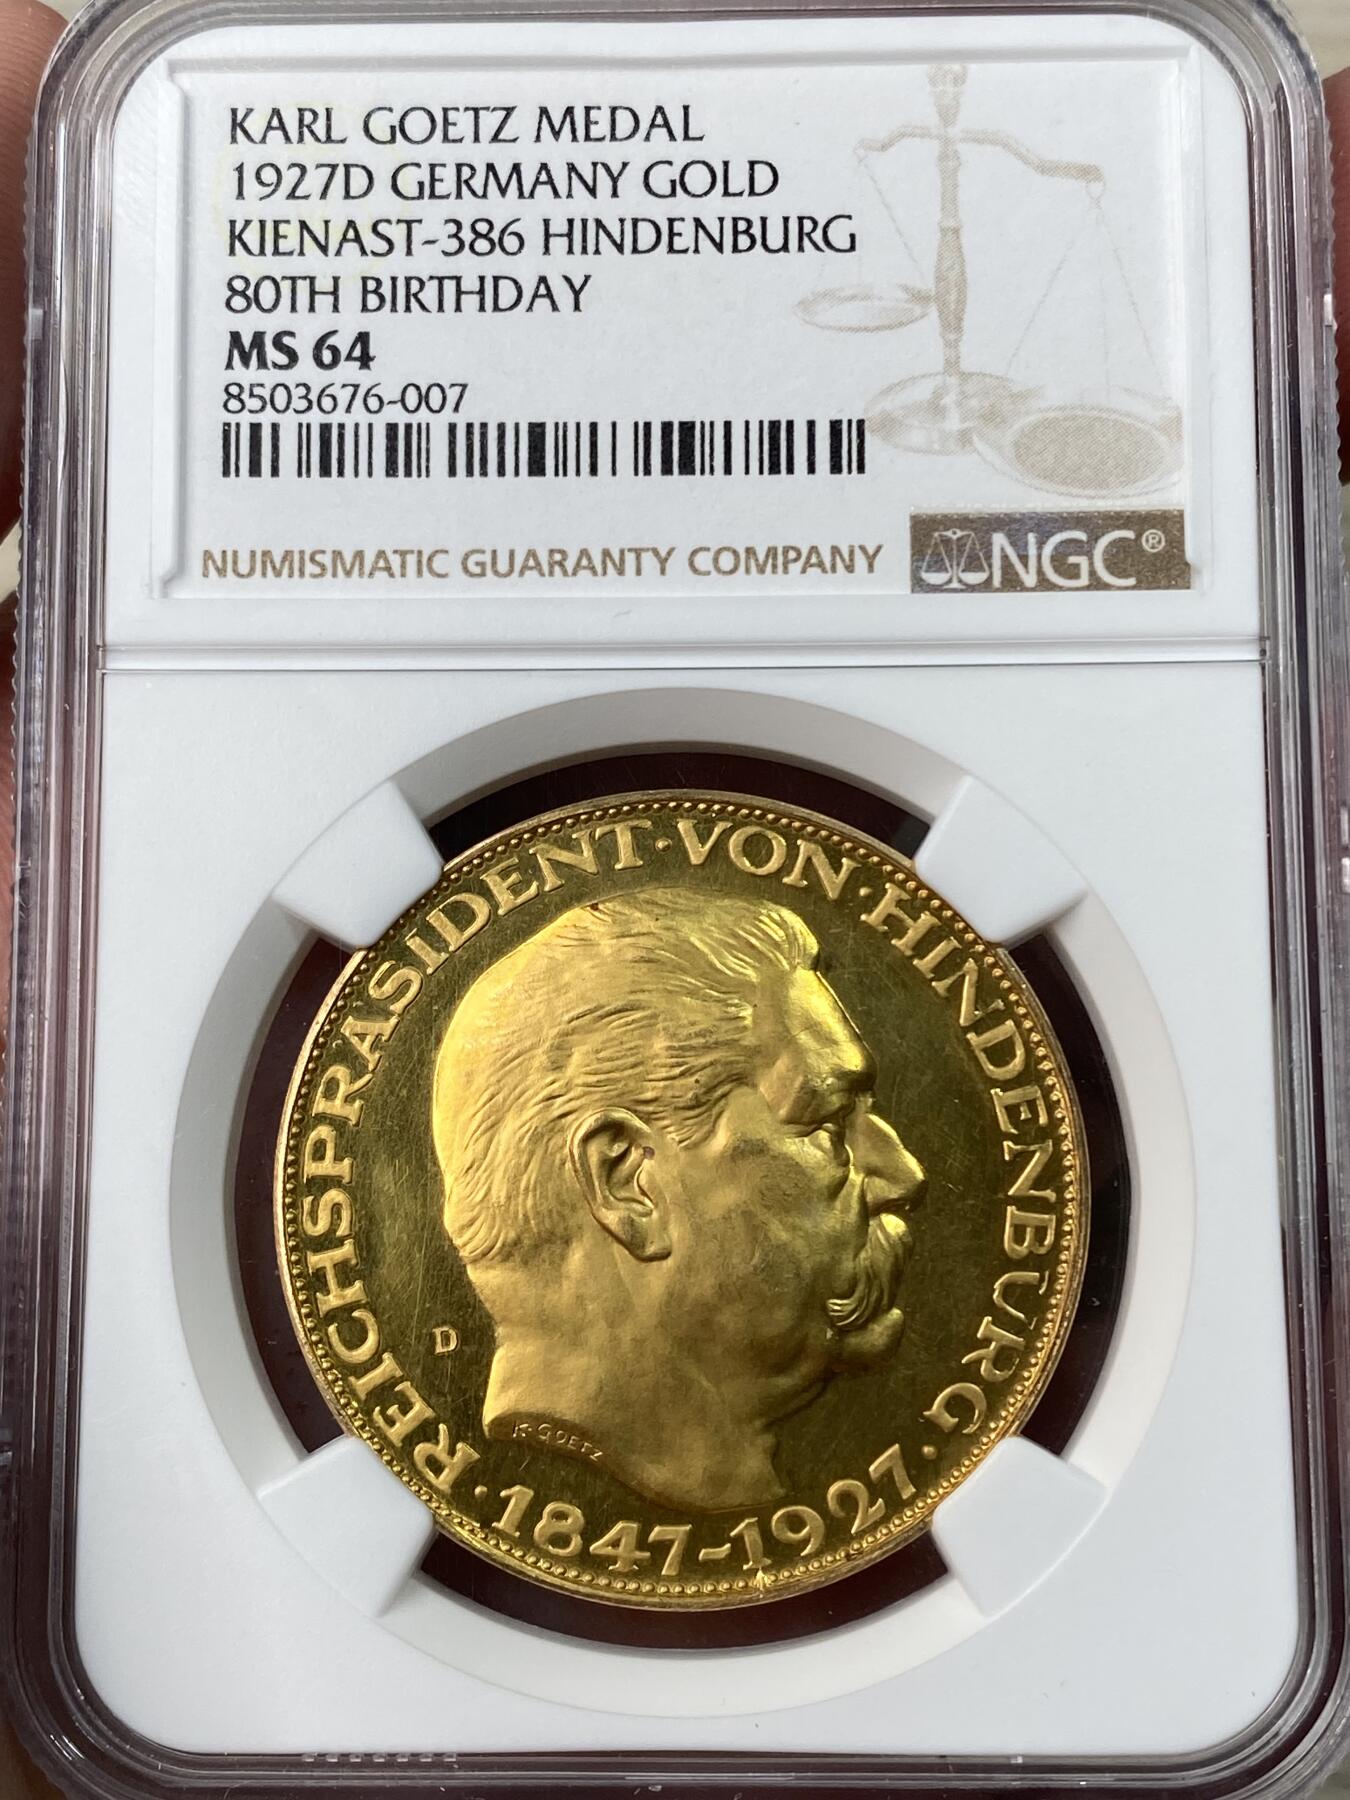 KARL GOETZ MEDAL
1927D GERMANY GOLD
KIENAST-386 HINDENBURG
80TH BIRTHDAY
MS 64
8503676-007
NUMISMATIC GUARANTY COMPANY
NGC®
REICHSPRÄSIDENT·VON·HINDENBURG·
1847-1927·
D
K·GOETZ